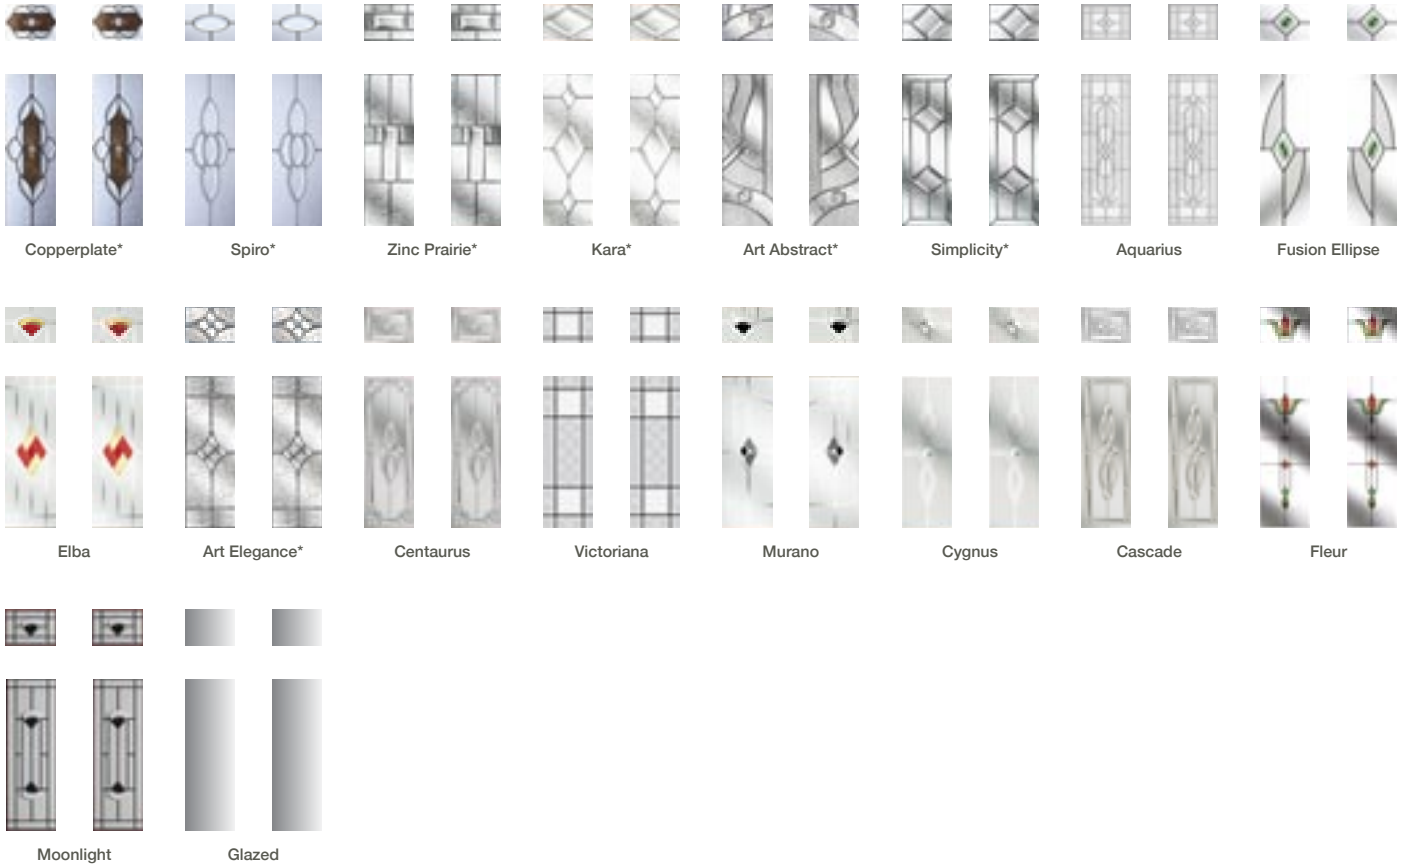 Copperplate*
Spiro*
Zinc Prairie*
Kara*
Art Abstract*
Simplicity*
Aquarius
Fusion Ellipse
Elba
Art Elegance*
Centaurus
Victoriana
Murano
Cygnus
Cascade
Fleur
Moonlight
Glazed